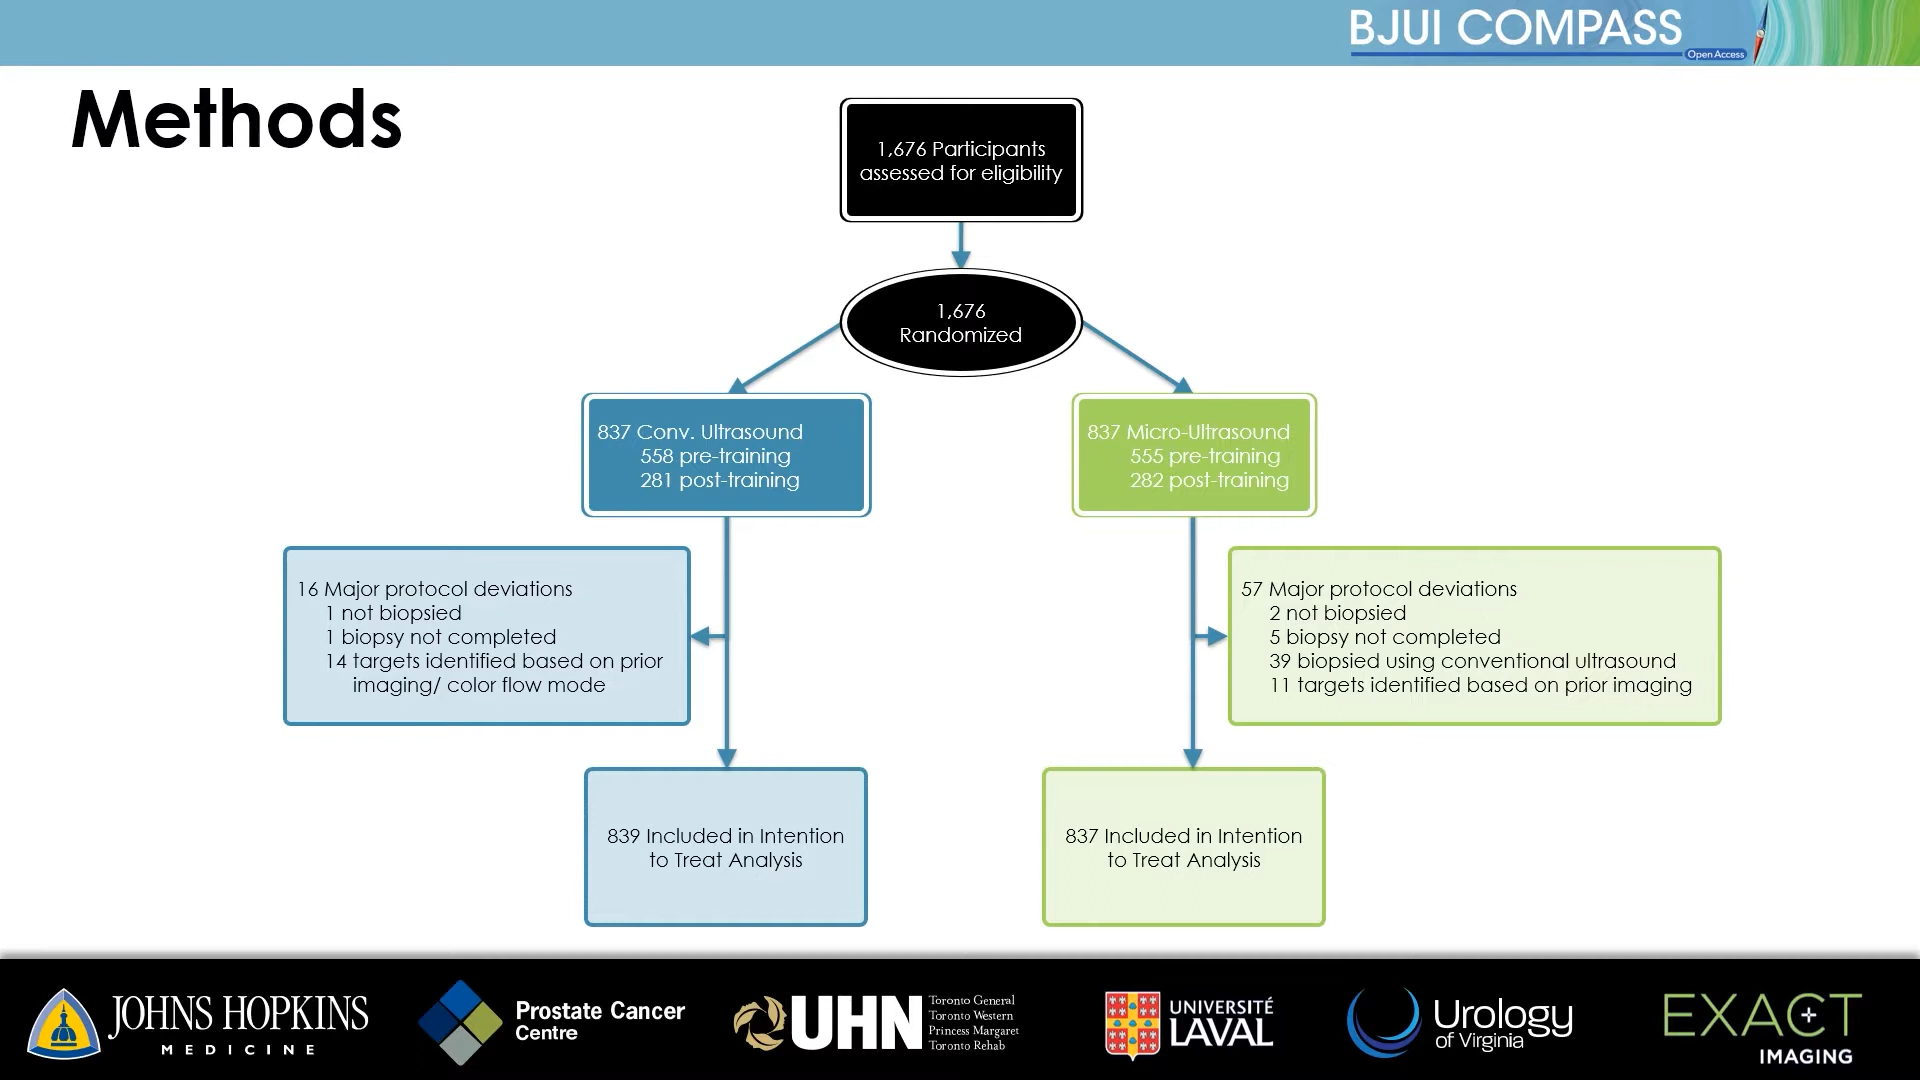 BJUI COMPASS
Open Access
Methods
1,676 Participants
assessed for eligibility
1,676
Randomized
837 Conv. Ultrasound
558 pre-training
281 post-training
837 Micro-Ultrasound
555 pre-training
282 post-training
16 Major protocol deviations
1 not biopsied
1 biopsy not completed
14 targets identified based on prior
imaging/ color flow mode
57 Major protocol deviations
2 not biopsied
5 biopsy not completed
39 biopsied using conventional ultrasound
11 targets identified based on prior imaging
839 Included in Intention
to Treat Analysis
837 Included in Intention
to Treat Analysis
JOHNS HOPKINS
MEDICINE
Prostate Cancer
Centre
UHN
Toronto General
Toronto Western
Princess Margaret
Toronto Rehab
UNIVERSITÉ
LAVAL
Urology
of Virginia
EXACT
IMAGING